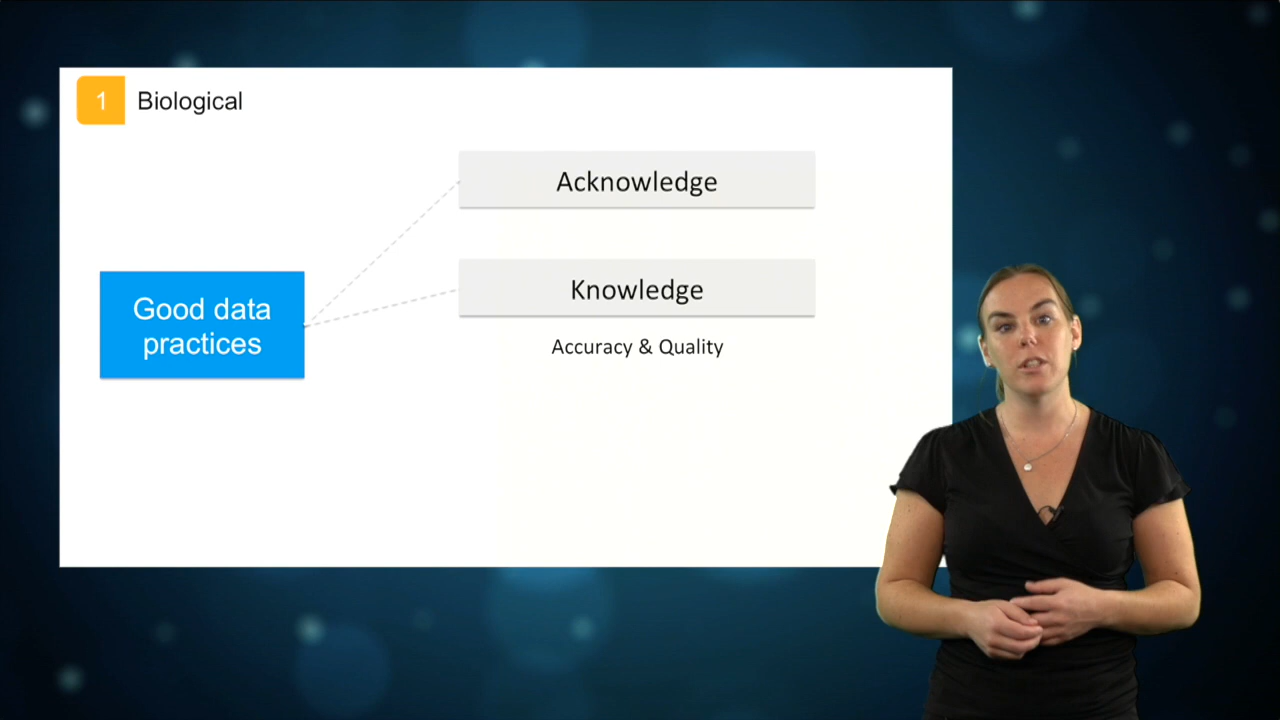 1 Biological
Acknowledge
Knowledge
Good data
practices
Accuracy & Quality